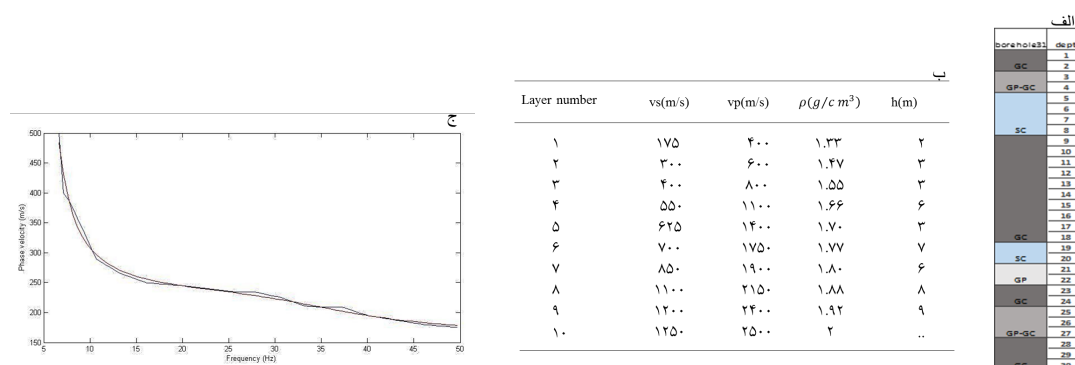 الف
borehole31 dept
1
GC 2
3
GP-GC 4
5
6
7
SC 8
9
10
11
12
13
14
15
16
17
GC 18
19
SC 20
21
GP 22
23
GC 24
25
26
GP-GC 27
28
29
ب
Layer number vs(m/s) vp(m/s) ρ(g/c m³) h(m)
۱ ۱۷۵ ۴۰۰ ۱.۳۳ ۲
۲ ۳۰۰ ۶۰۰ ۱.۴۷ ۳
۳ ۴۰۰ ۸۰۰ ۱.۵۵ ۳
۴ ۵۵۰ ۱۱۰۰ ۱.۶۶ ۶
۵ ۶۲۵ ۱۴۰۰ ۱.۷۰ ۳
۶ ۷۰۰ ۱۷۵۰ ۱.۷۷ ۷
۷ ۸۵۰ ۱۹۰۰ ۱.۸۰ ۶
۸ ۱۱۰۰ ۲۱۵۰ ۱.۸۸ ۸
۹ ۱۲۰۰ ۲۴۰۰ ۱.۹۲ ۹
۱۰ ۱۲۵۰ ۲۵۰۰ ۲ ..
ج
500
450
400
350
300
250
200
150
Phase velocity (m/s)
5 10 15 20 25 30 35 40 45 50
Frequency (Hz)